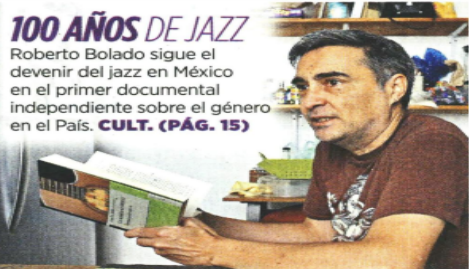 100 AÑOS DE JAZZ
Roberto Bolado sigue el
devenir del jazz en México
en el primer documental
independiente sobre el género
en el País. CULT. (PÁG. 15)